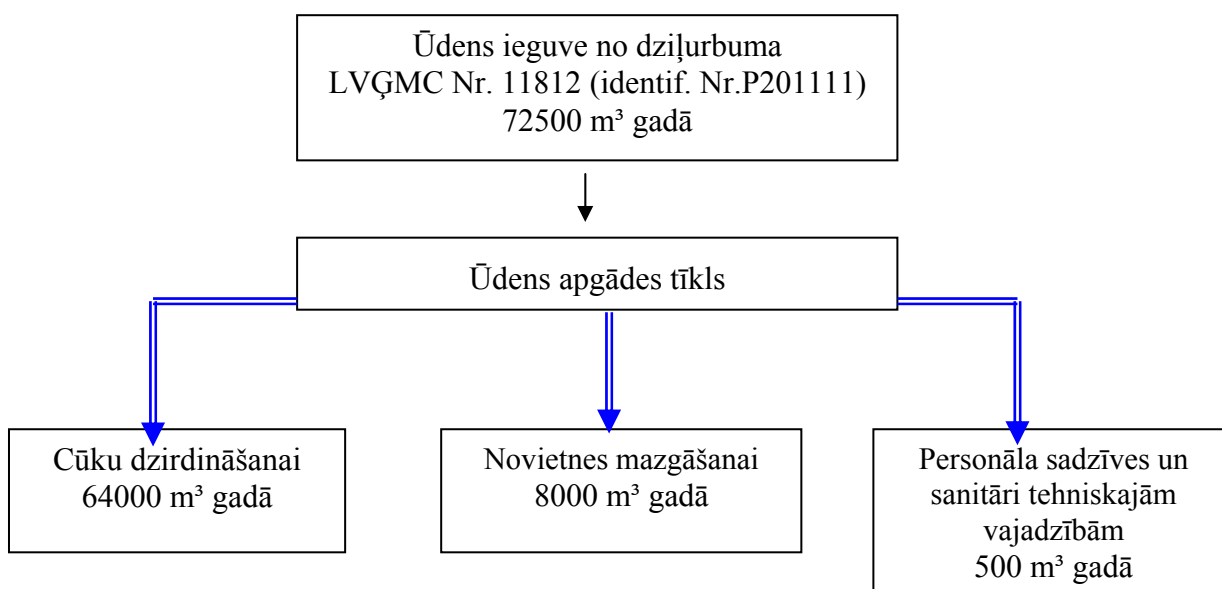 Ūdens ieguve no dziļurbuma
LVĢMC Nr. 11812 (identif. Nr.P201111)
72500 m³ gadā
Ūdens apgādes tīkls
Cūku dzirdināšanai
64000 m³ gadā
Novietnes mazgāšanai
8000 m³ gadā
Personāla sadzīves un
sanitāri tehniskajām
vajadzībām
500 m³ gadā